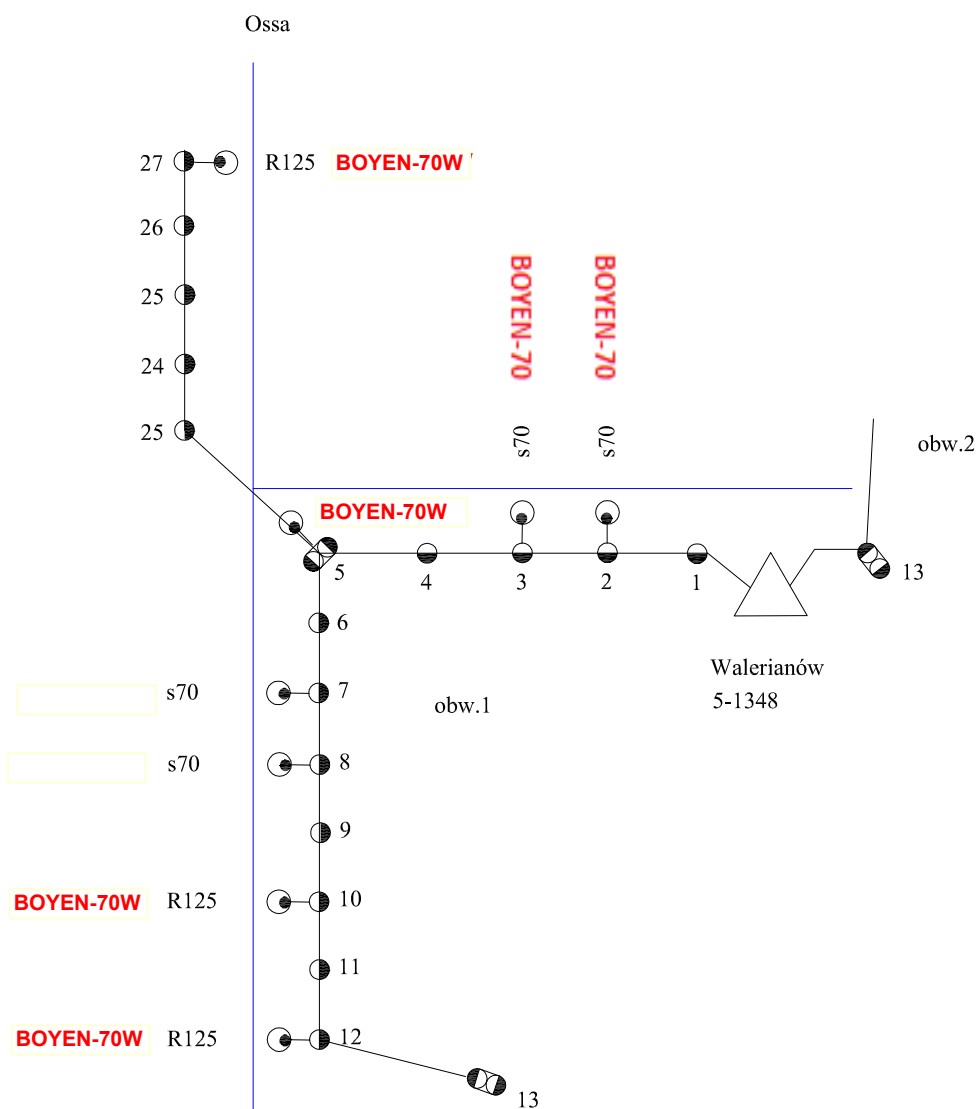 Ossa
27
R125 BOYEN-70W
26
25
24
25
BOYEN-70
BOYEN-70
s70
s70
obw.2
BOYEN-70W
5
4
3
2
1
13
6
Walerianów
5-1348
s70
7
obw.1
s70
8
9
BOYEN-70W R125
10
11
BOYEN-70W R125
12
13